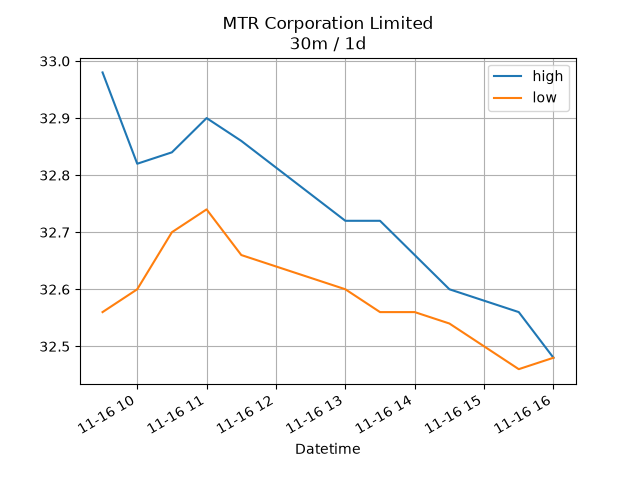 MTR Corporation Limited
30m / 1d
high
low
33.0
32.9
32.8
32.7
32.6
32.5
11-16 10
11-16 11
11-16 12
11-16 13
11-16 14
11-16 15
11-16 16
Datetime